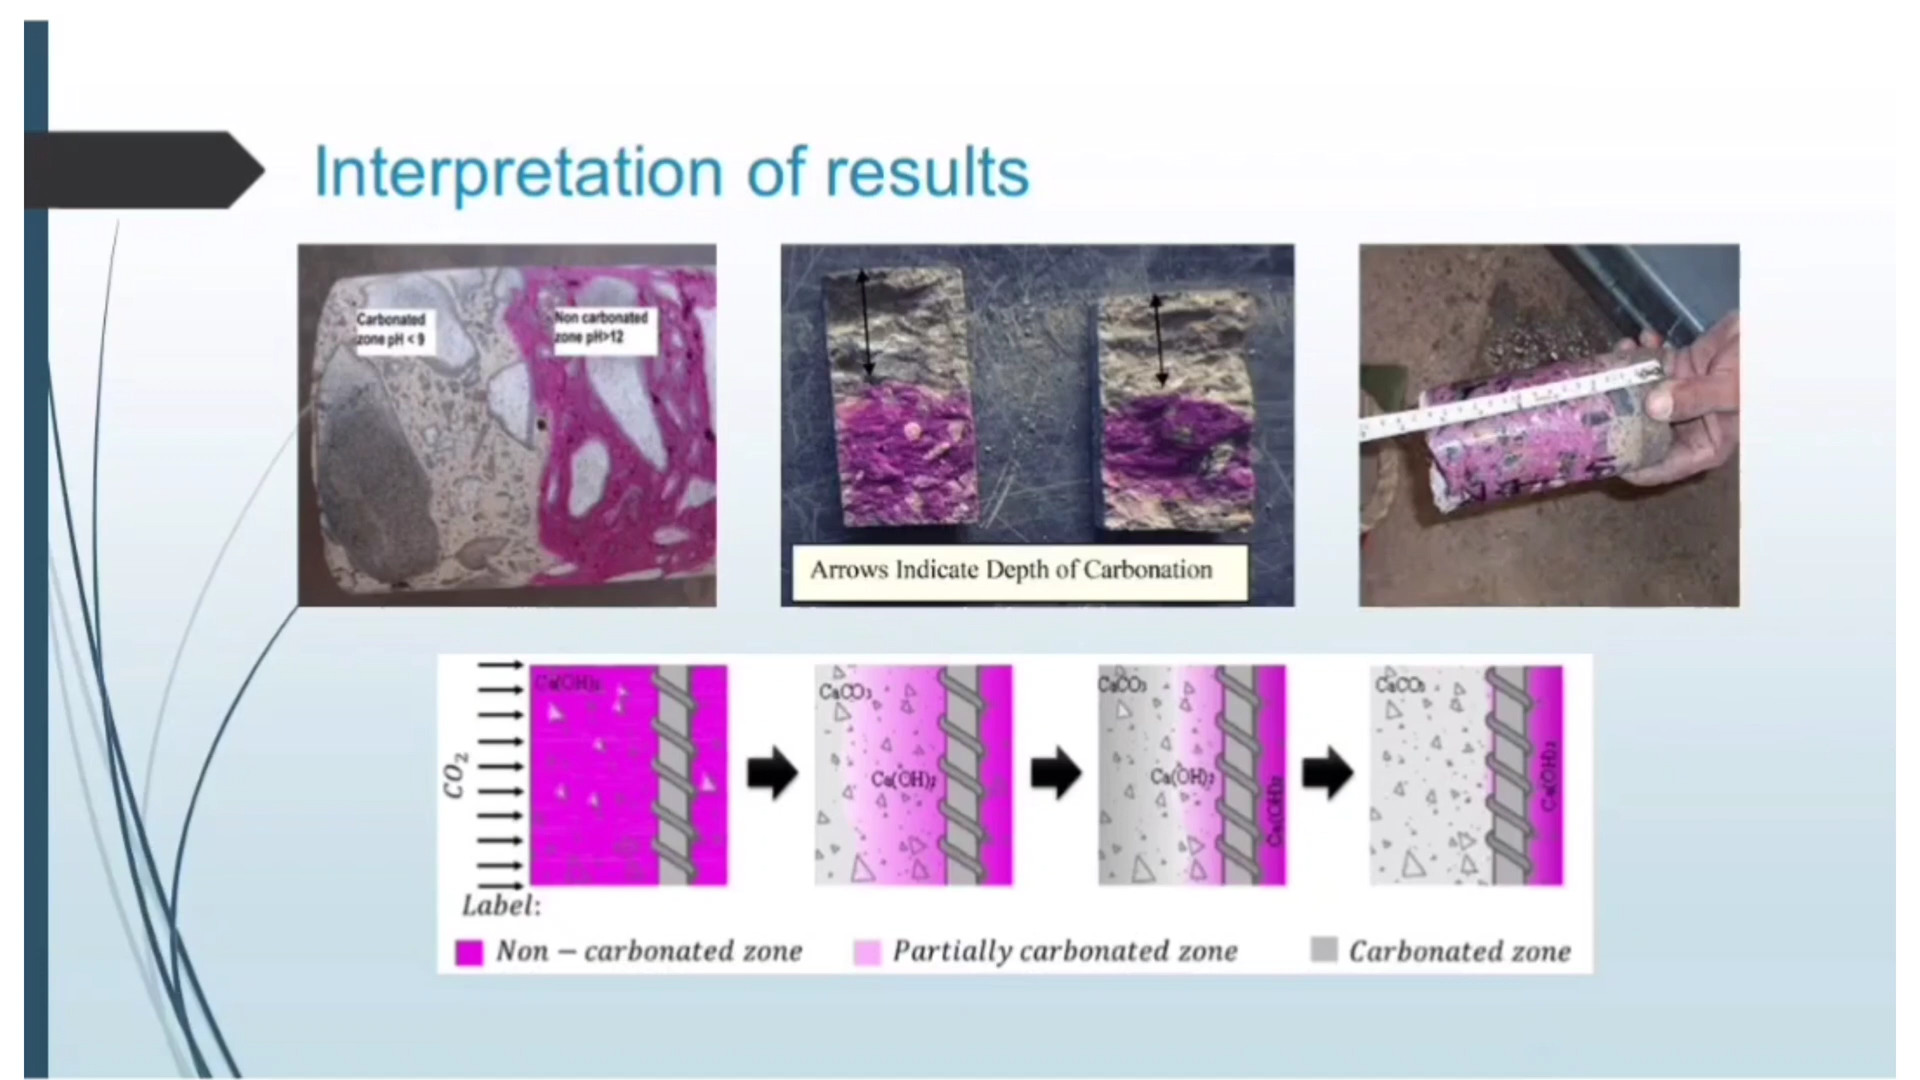 Interpretation of results
Carbonated
zone pH < 9
Non carbonated
zone pH>12
Arrows Indicate Depth of Carbonation
CO₂
Ca(OH)₂
CaCO₃
Ca(OH)₂
CaCO₃
Ca(OH)₂
Ca(OH)₂
CaCO₃
Ca(OH)₂
Label:
Non – carbonated zone
Partially carbonated zone
Carbonated zone